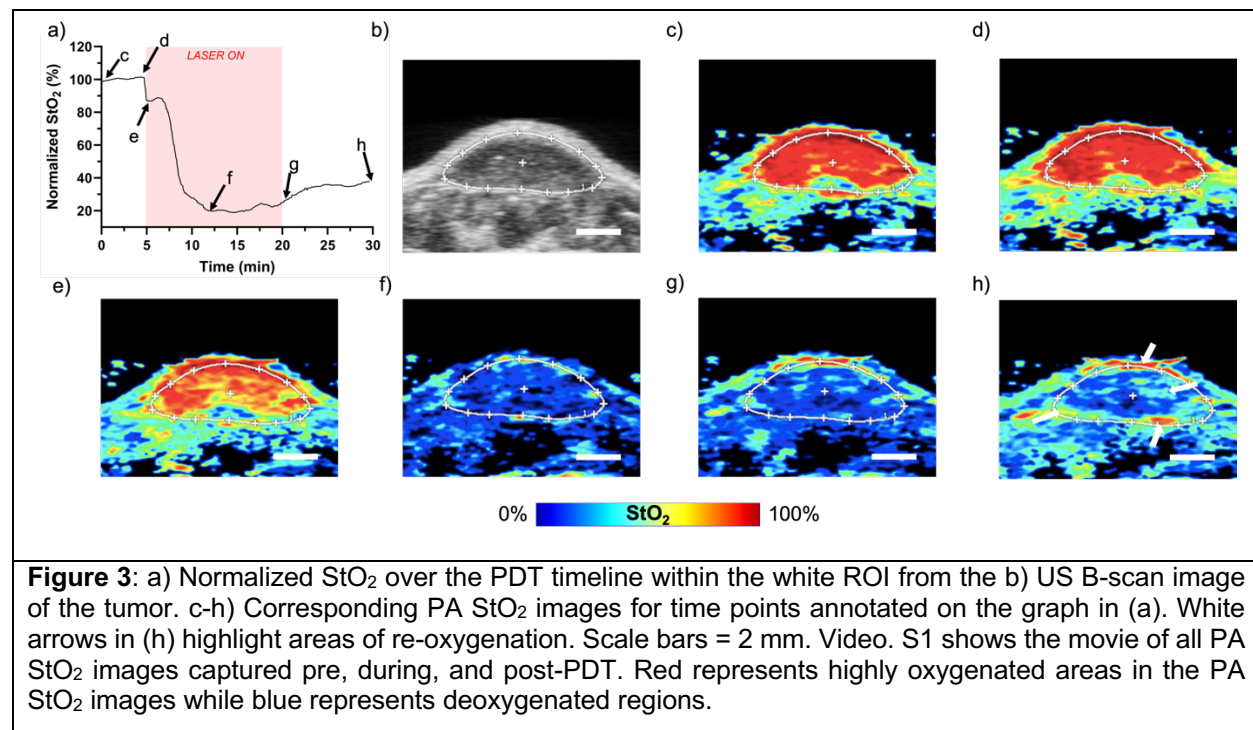 a)
b)
c)
d)
120
100
80
60
40
20
Normalized StO₂ (%)
LASER ON
c
d
e
f
g
h
0 5 10 15 20 25 30
Time (min)
e)
f)
g)
h)
0% StO₂ 100%
Figure 3: a) Normalized StO₂ over the PDT timeline within the white ROI from the b) US B-scan image
of the tumor. c-h) Corresponding PA StO₂ images for time points annotated on the graph in (a). White
arrows in (h) highlight areas of re-oxygenation. Scale bars = 2 mm. Video. S1 shows the movie of all PA
StO₂ images captured pre, during, and post-PDT. Red represents highly oxygenated areas in the PA
StO₂ images while blue represents deoxygenated regions.